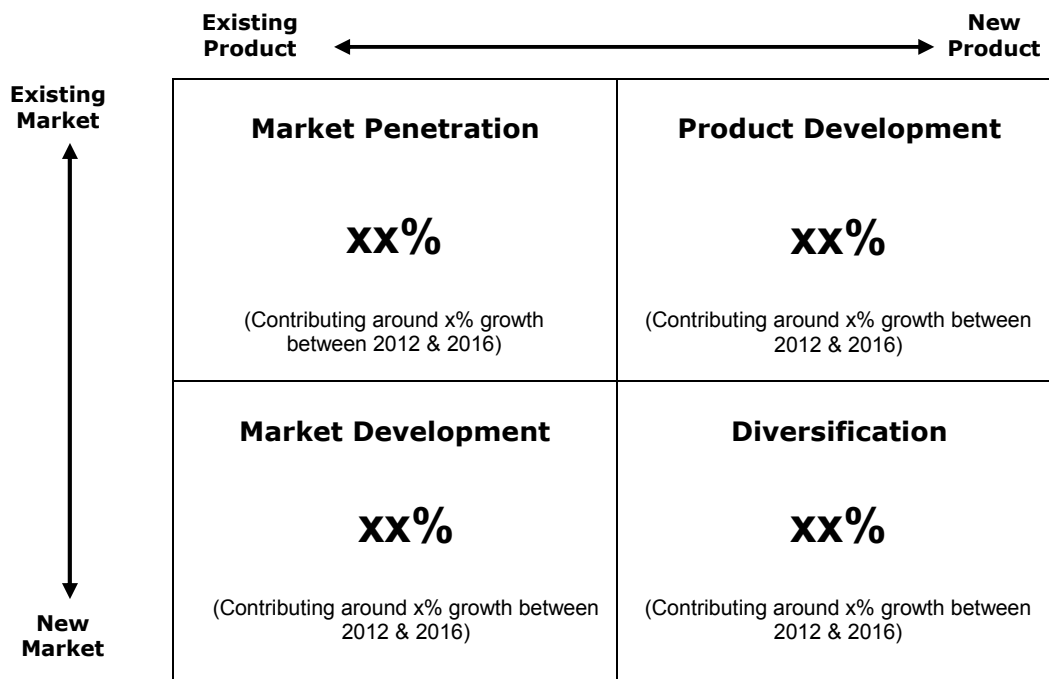 Existing
Product
New
Product
Existing
Market
Market Penetration
xx%
(Contributing around x% growth
between 2012 & 2016)
Product Development
xx%
(Contributing around x% growth between
2012 & 2016)
Market Development
xx%
(Contributing around x% growth between
2012 & 2016)
Diversification
xx%
(Contributing around x% growth between
2012 & 2016)
New
Market